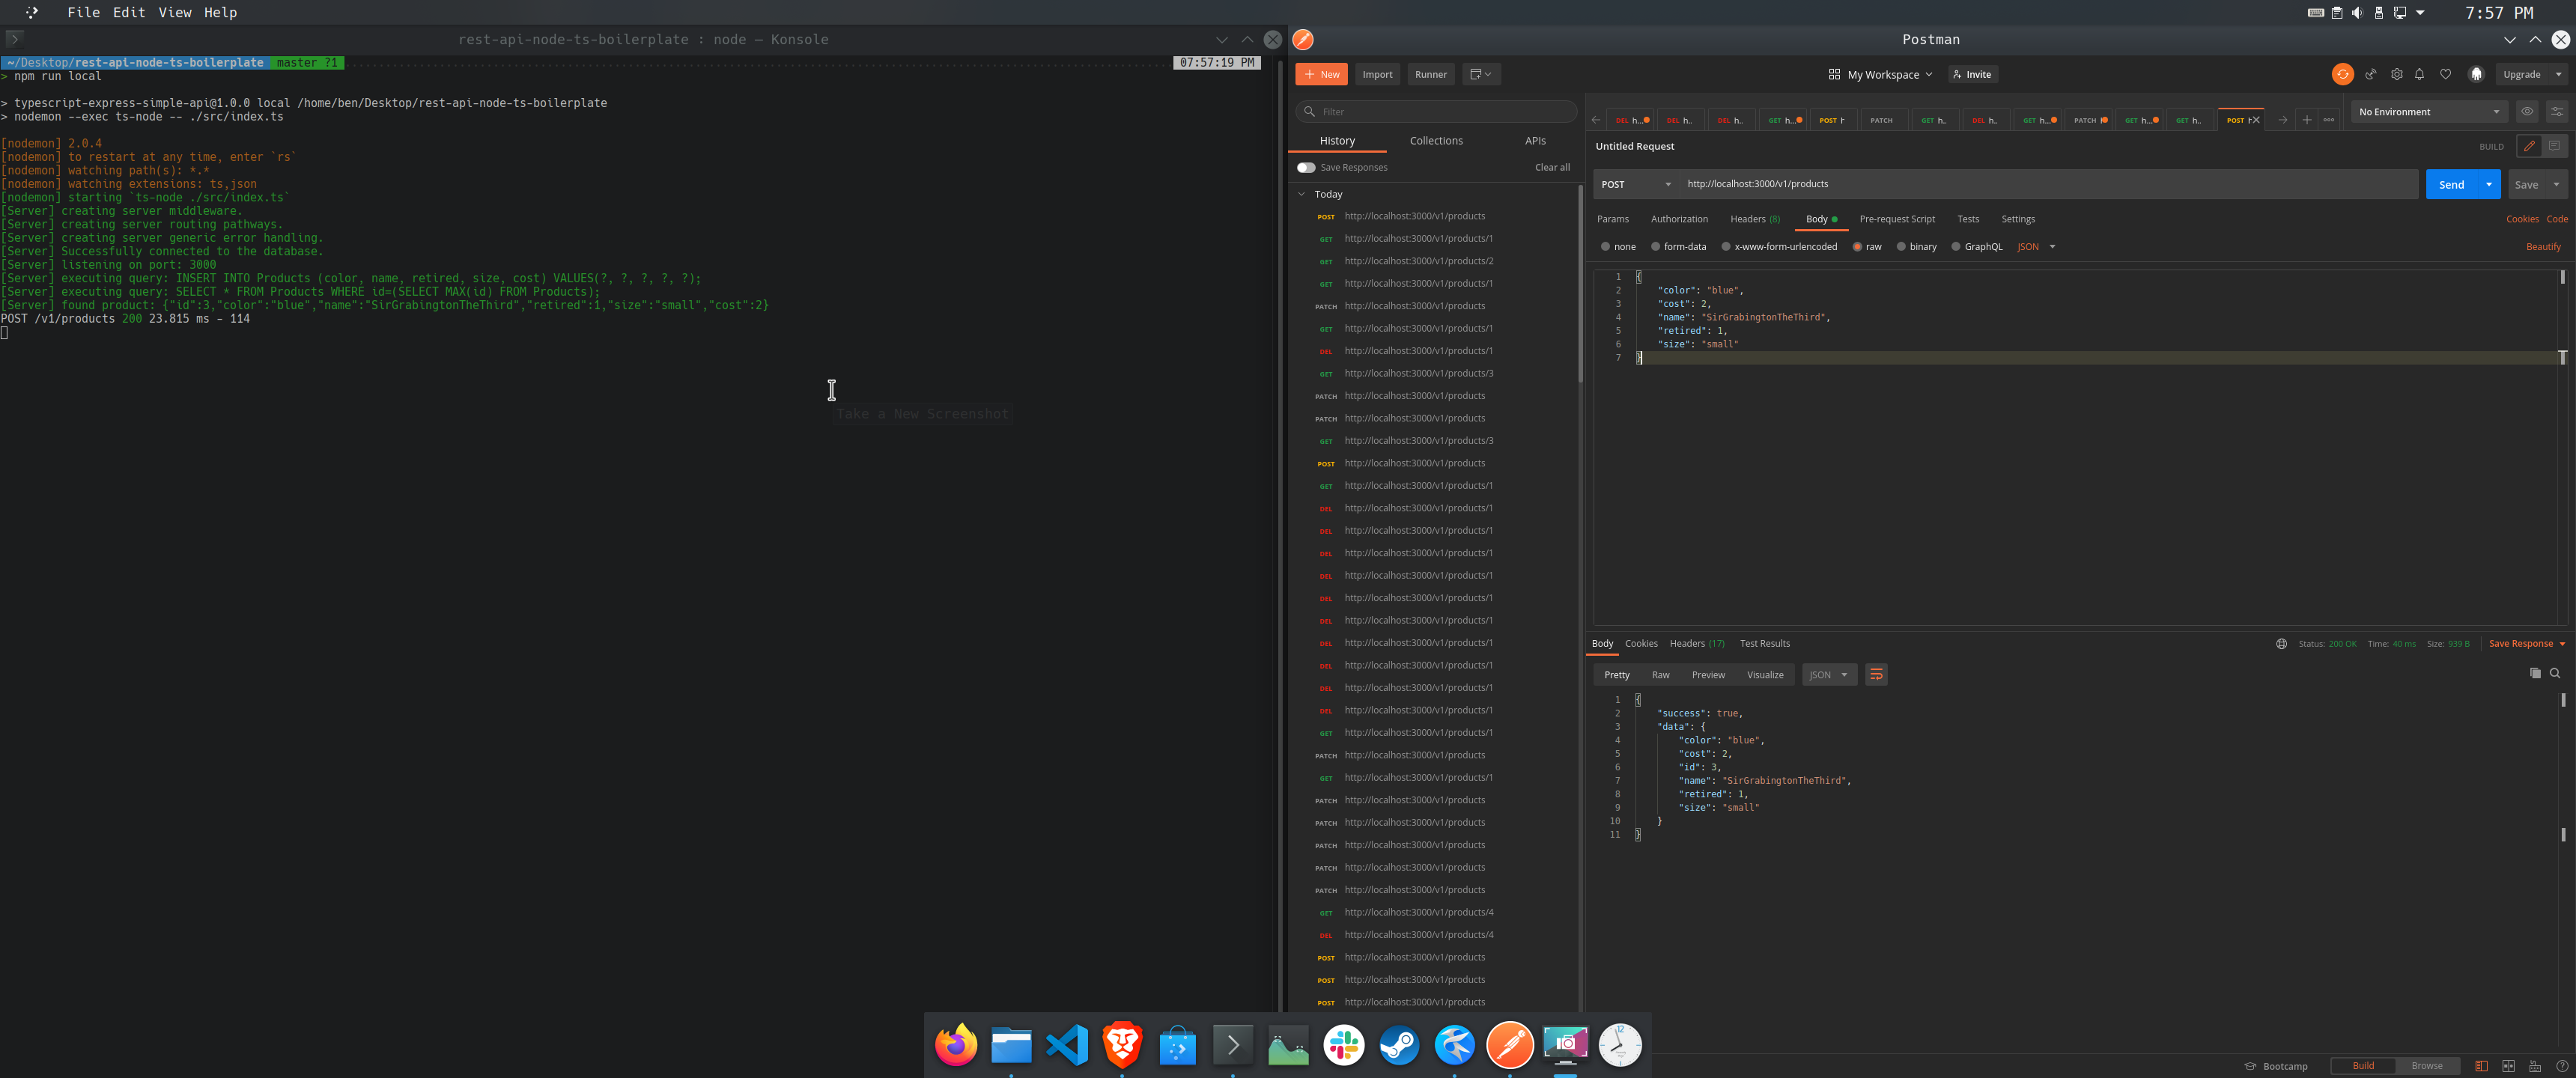 File Edit View Help
7:57 PM
rest-api-node-ts-boilerplate : node — Konsole
~/Desktop/rest-api-node-ts-boilerplate master ?1
07:57:19 PM
> npm run local
> typescript-express-simple-api@1.0.0 local /home/ben/Desktop/rest-api-node-ts-boilerplate
> nodemon --exec ts-node -- ./src/index.ts
[nodemon] 2.0.4
[nodemon] to restart at any time, enter `rs`
[nodemon] watching path(s): *.*
[nodemon] watching extensions: ts,json
[nodemon] starting `ts-node ./src/index.ts`
[Server] creating server middleware.
[Server] creating server routing pathways.
[Server] creating server generic error handling.
[Server] Successfully connected to the database.
[Server] listening on port: 3000
[Server] executing query: INSERT INTO Products (color, name, retired, size, cost) VALUES(?, ?, ?, ?, ?);
[Server] executing query: SELECT * FROM Products WHERE id=(SELECT MAX(id) FROM Products);
[Server] found product: {"id":3,"color":"blue","name":"SirGrabingtonTheThird","retired":1,"size":"small","cost":2}
POST /v1/products 200 23.815 ms - 114
Take a New Screenshot
Postman
+ New Import Runner
My Workspace Invite
Upgrade
Filter
History Collections APIs
Save Responses Clear all
Today
POST http://localhost:3000/v1/products
GET http://localhost:3000/v1/products/1
GET http://localhost:3000/v1/products/2
GET http://localhost:3000/v1/products/1
PATCH http://localhost:3000/v1/products
GET http://localhost:3000/v1/products/1
DEL http://localhost:3000/v1/products/1
GET http://localhost:3000/v1/products/3
PATCH http://localhost:3000/v1/products
PATCH http://localhost:3000/v1/products
GET http://localhost:3000/v1/products/3
POST http://localhost:3000/v1/products
GET http://localhost:3000/v1/products/1
DEL http://localhost:3000/v1/products/1
DEL http://localhost:3000/v1/products/1
DEL http://localhost:3000/v1/products/1
DEL http://localhost:3000/v1/products/1
DEL http://localhost:3000/v1/products/1
DEL http://localhost:3000/v1/products/1
DEL http://localhost:3000/v1/products/1
DEL http://localhost:3000/v1/products/1
DEL http://localhost:3000/v1/products/1
DEL http://localhost:3000/v1/products/1
GET http://localhost:3000/v1/products/1
PATCH http://localhost:3000/v1/products
GET http://localhost:3000/v1/products/1
PATCH http://localhost:3000/v1/products
PATCH http://localhost:3000/v1/products
PATCH http://localhost:3000/v1/products
PATCH http://localhost:3000/v1/products
PATCH http://localhost:3000/v1/products
GET http://localhost:3000/v1/products/4
DEL http://localhost:3000/v1/products/4
POST http://localhost:3000/v1/products
POST http://localhost:3000/v1/products
POST http://localhost:3000/v1/products
DEL h... DEL h.. DEL h.. GET h... POST h PATCH GET h.. DEL h.. GET h... PATCH GET h... GET h.. POST
No Environment
Untitled Request
BUILD
POST http://localhost:3000/v1/products
Send Save
Params Authorization Headers (8) Body Pre-request Script Tests Settings
Cookies Code
none form-data x-www-form-urlencoded raw binary GraphQL JSON
Beautify
1 {
2 "color": "blue",
3 "cost": 2,
4 "name": "SirGrabingtonTheThird",
5 "retired": 1,
6 "size": "small"
7 }
Body Cookies Headers (17) Test Results
Status: 200 OK Time: 40 ms Size: 939 B Save Response
Pretty Raw Preview Visualize JSON
1 {
2 "success": true,
3 "data": {
4 "color": "blue",
5 "cost": 2,
6 "id": 3,
7 "name": "SirGrabingtonTheThird",
8 "retired": 1,
9 "size": "small"
10 }
11 }
12
Bootcamp Build Browse